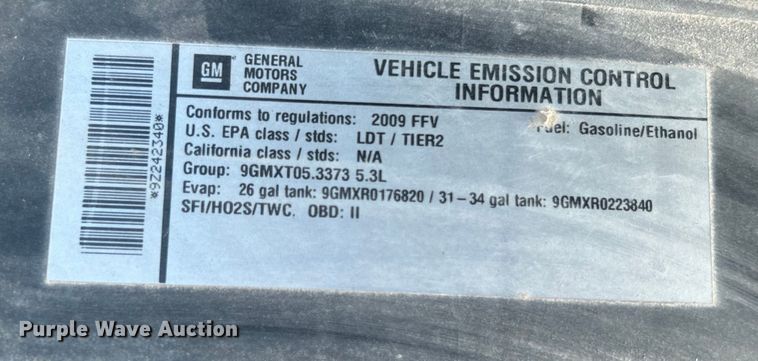 GM
GENERAL
MOTORS
COMPANY
VEHICLE EMISSION CONTROL
INFORMATION
Conforms to regulations: 2009 FFV
Fuel: Gasoline/Ethanol
U.S. EPA class / stds: LDT / TIER2
California class / stds: N/A
Group: 9GMXT05.3373 5.3L
Evap: 26 gal tank: 9GMXR0176820 / 31-34 gal tank: 9GMXR0223840
SFI/HO2S/TWC, OBD: II
*9Z242340*
Purple Wave Auction